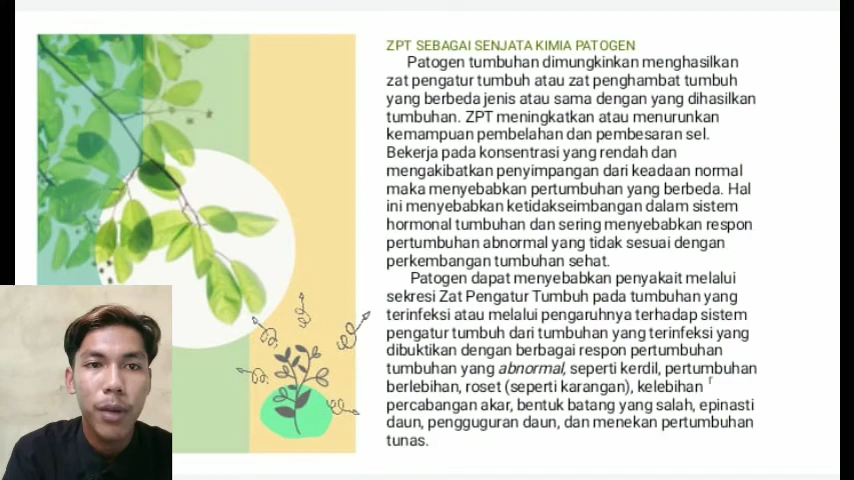 ZPT SEBAGAI SENJATA KIMIA PATOGEN
Patogen tumbuhan dimungkinkan menghasilkan
zat pengatur tumbuh atau zat penghambat tumbuh
yang berbeda jenis atau sama dengan yang dihasilkan
tumbuhan. ZPT meningkatkan atau menurunkan
kemampuan pembelahan dan pembesaran sel.
Bekerja pada konsentrasi yang rendah dan
mengakibatkan penyimpangan dari keadaan normal
maka menyebabkan pertumbuhan yang berbeda. Hal
ini menyebabkan ketidakseimbangan dalam sistem
hormonal tumbuhan dan sering menyebabkan respon
pertumbuhan abnormal yang tidak sesuai dengan
perkembangan tumbuhan sehat.
Patogen dapat menyebabkan penyakait melalui
sekresi Zat Pengatur Tumbuh pada tumbuhan yang
terinfeksi atau melalui pengaruhnya terhadap sistem
pengatur tumbuh dari tumbuhan yang terinfeksi yang
dibuktikan dengan berbagai respon pertumbuhan
tumbuhan yang abnormal, seperti kerdil, pertumbuhan
berlebihan, roset (seperti karangan), kelebihan
percabangan akar, bentuk batang yang salah, epinasti
daun, pengguguran daun, dan menekan pertumbuhan
tunas.